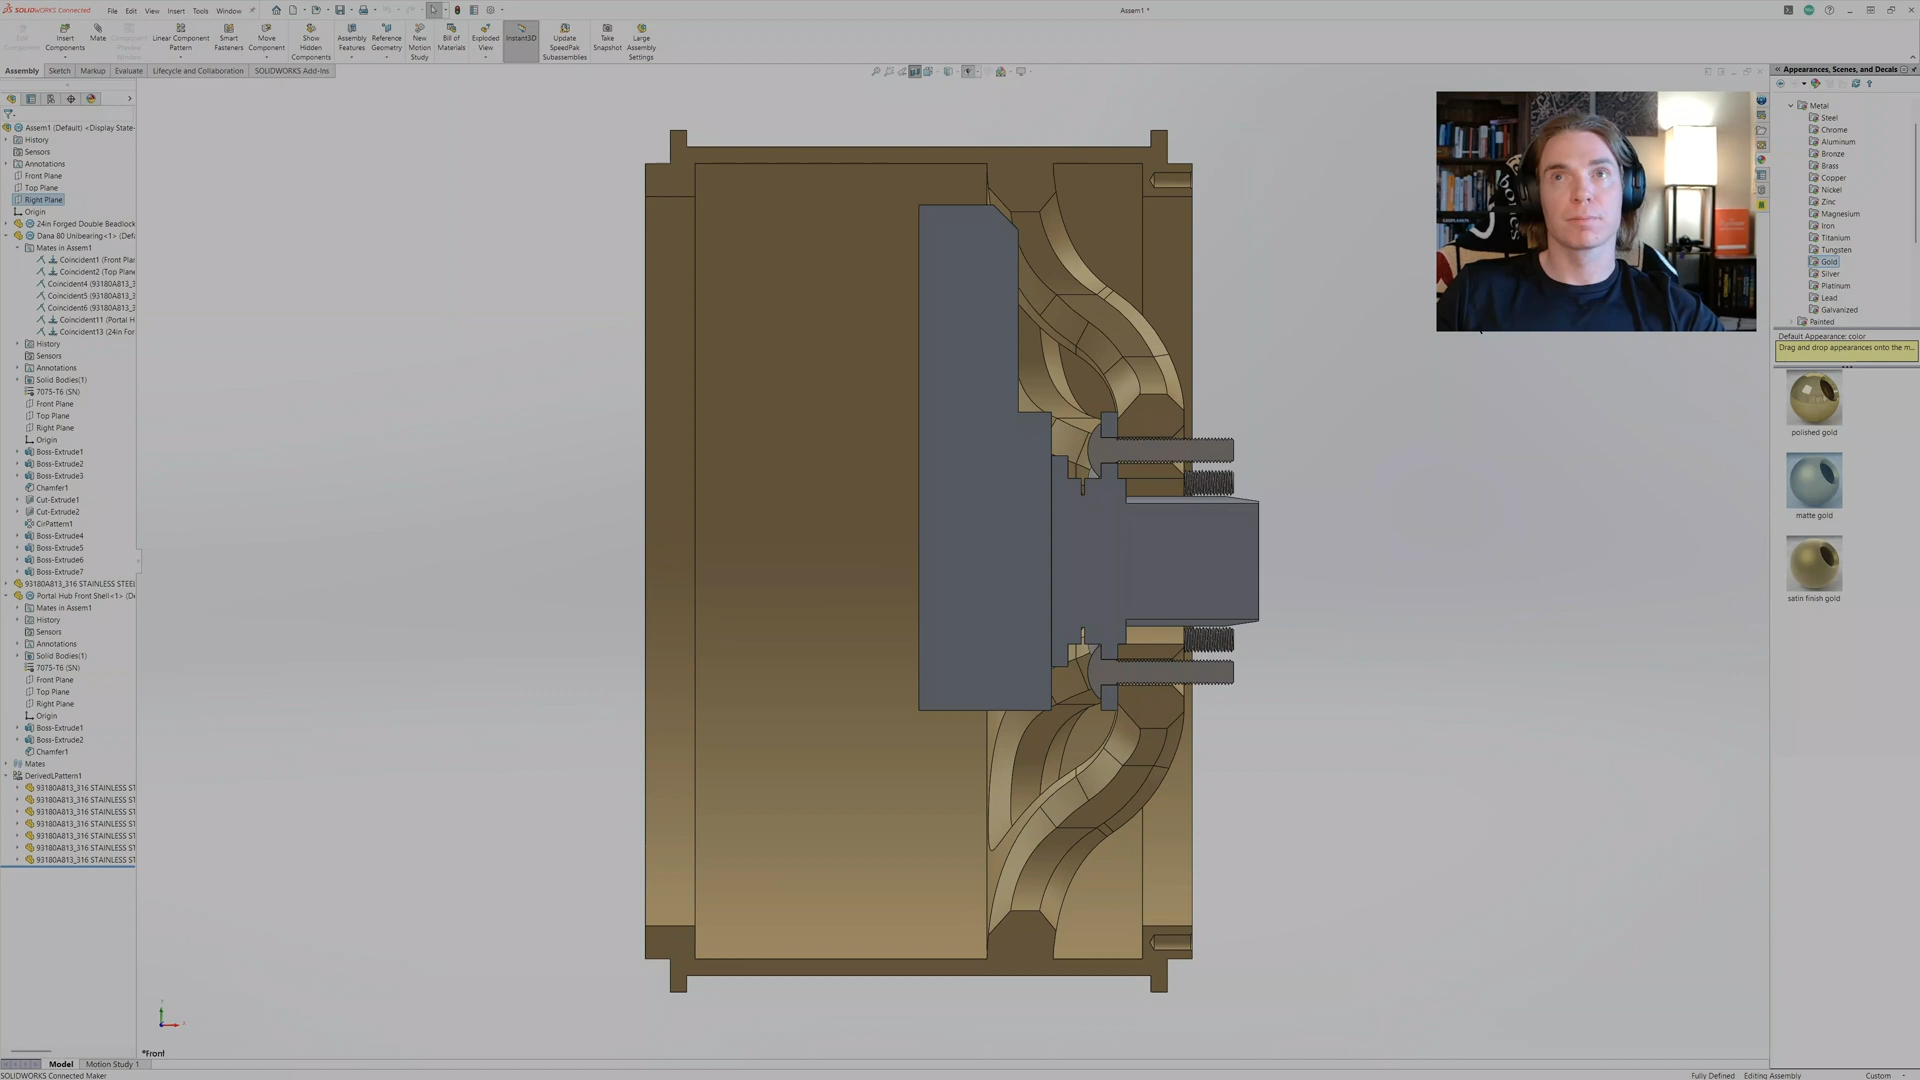 SOLIDWORKS Connected
File Edit View Insert Tools Window
Assem1 *
Insert Components
Mate
Linear Component Pattern
Smart Fasteners
Move Component
Show Hidden Components
Assembly Features
Reference Geometry
New Motion Study
Bill of Materials
Exploded View
Instant3D
Update SpeedPak Subassemblies
Take Snapshot
Large Assembly Settings
Assembly Sketch Markup Evaluate Lifecycle and Collaboration SOLIDWORKS Add-Ins
Assem1 (Default) <Display State-
History
Sensors
Annotations
Front Plane
Top Plane
Right Plane
Origin
24in Forged Double Beadlock
Dana 80 Unibearing<1> (Def
Mates in Assem1
Coincident1 (Front Plan
Coincident2 (Top Plane
Coincident4 (93180A813_3
Coincident5 (93180A813_3
Coincident6 (93180A813_3
Coincident11 (Portal H
Coincident13 (24in For
History
Sensors
Annotations
Solid Bodies(1)
7075-T6 (SN)
Front Plane
Top Plane
Right Plane
Origin
Boss-Extrude1
Boss-Extrude2
Boss-Extrude3
Chamfer1
Cut-Extrude1
Cut-Extrude2
CirPattern1
Boss-Extrude4
Boss-Extrude5
Boss-Extrude6
Boss-Extrude7
93180A813_316 STAINLESS STEEL
Portal Hub Front Shell<1> (De
Mates in Assem1
History
Sensors
Annotations
Solid Bodies(1)
7075-T6 (SN)
Front Plane
Top Plane
Right Plane
Origin
Boss-Extrude1
Boss-Extrude2
Chamfer1
Mates
DerivedLPattern1
93180A813_316 STAINLESS ST
93180A813_316 STAINLESS ST
93180A813_316 STAINLESS ST
93180A813_316 STAINLESS ST
93180A813_316 STAINLESS ST
93180A813_316 STAINLESS ST
93180A813_316 STAINLESS ST
*Front
Model Motion Study 1
SOLIDWORKS Connected Maker
Fully Defined Editing Assembly Custom
Appearances, Scenes, and Decals
Metal
Steel
Chrome
Aluminum
Bronze
Brass
Copper
Nickel
Zinc
Magnesium
Iron
Titanium
Tungsten
Gold
Silver
Platinum
Lead
Galvanized
Painted
Default Appearance: color
Drag and drop appearances onto the m...
polished gold
matte gold
satin finish gold